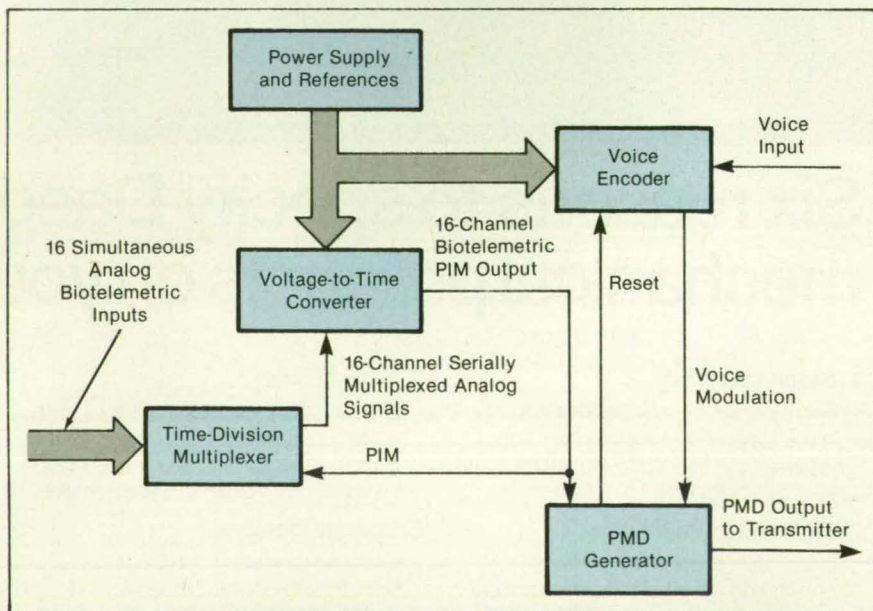 Power Supply
and References
Voice
Encoder
Voice
Input
16 Simultaneous
Analog
Biotelemetric
Inputs
Voltage-to-Time
Converter
16-Channel
Biotelemetric
PIM Output
Reset
16-Channel Serially
Multiplexed Analog
Signals
Voice
Modulation
Time-Division
Multiplexer
PIM
PMD
Generator
PMD Output
to Transmitter